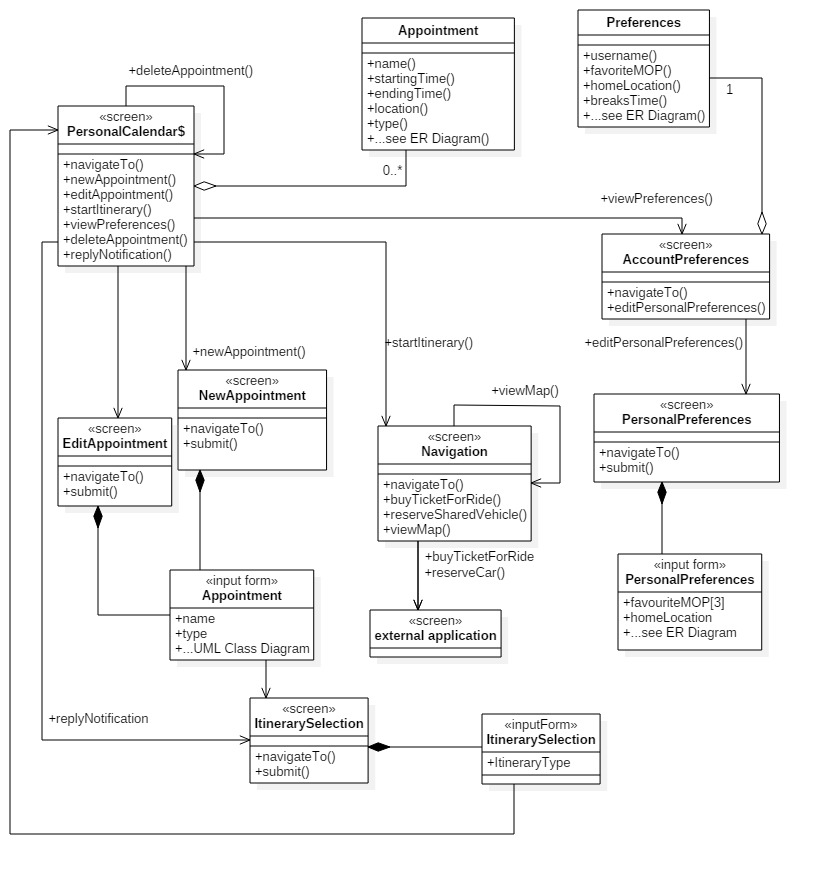 Appointment
+name()
+startingTime()
+endingTime()
+location()
+type()
+...see ER Diagram()
Preferences
+username()
+favoriteMOP()
+homeLocation()
+breaksTime()
+...see ER Diagram()
+deleteAppointment()
1
«screen»
PersonalCalendar$
+navigateTo()
+newAppointment()
+editAppointment()
+startItinerary()
+viewPreferences()
+deleteAppointment()
+replyNotification()
0..*
+viewPreferences()
«screen»
AccountPreferences
+navigateTo()
+editPersonalPreferences()
+newAppointment()
+startItinerary()
+editPersonalPreferences()
«screen»
NewAppointment
+navigateTo()
+submit()
«screen»
EditAppointment
+navigateTo()
+submit()
+viewMap()
«screen»
Navigation
+navigateTo()
+buyTicketForRide()
+reserveSharedVehicle()
+viewMap()
«screen»
PersonalPreferences
+navigateTo()
+submit()
+buyTicketForRide
+reserveCar()
«input form»
Appointment
+name
+type
+...UML Class Diagram
«screen»
external application
«input form»
PersonalPreferences
+favouriteMOP[3]
+homeLocation
+...see ER Diagram
+replyNotification
«screen»
ItinerarySelection
+navigateTo()
+submit()
«inputForm»
ItinerarySelection
+ItineraryType